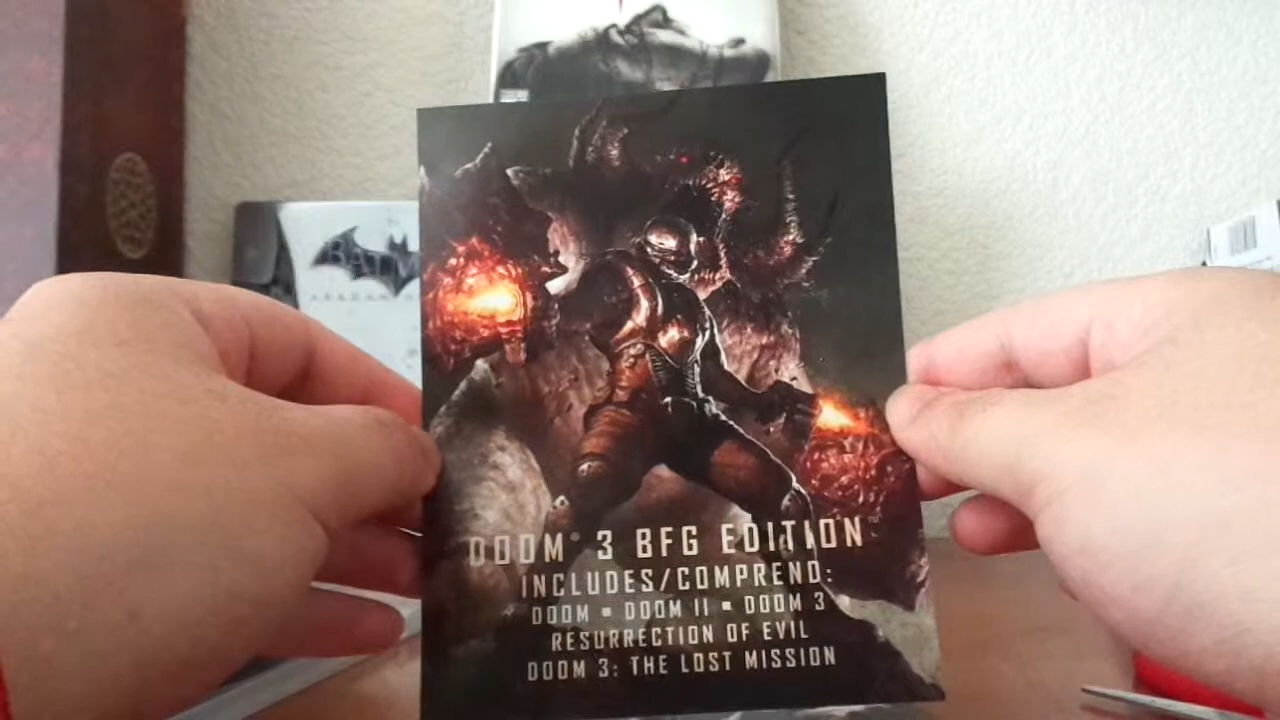 BATM
DOOM® 3 BFG EDITION™
INCLUDES/COMPREND:
DOOM ▪ DOOM II ▪ DOOM 3
RESURRECTION OF EVIL
DOOM 3: THE LOST MISSION